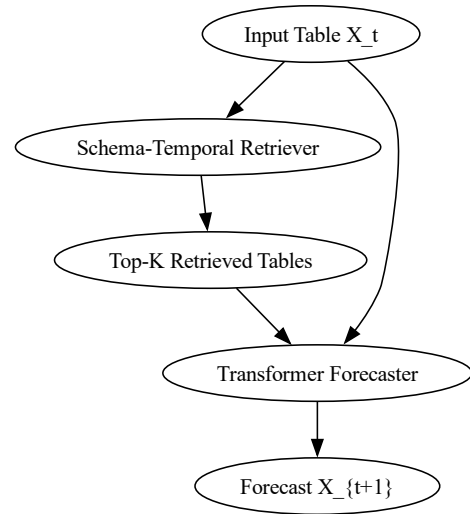 Input Table X_t
Schema-Temporal Retriever
Top-K Retrieved Tables
Transformer Forecaster
Forecast X_{t+1}